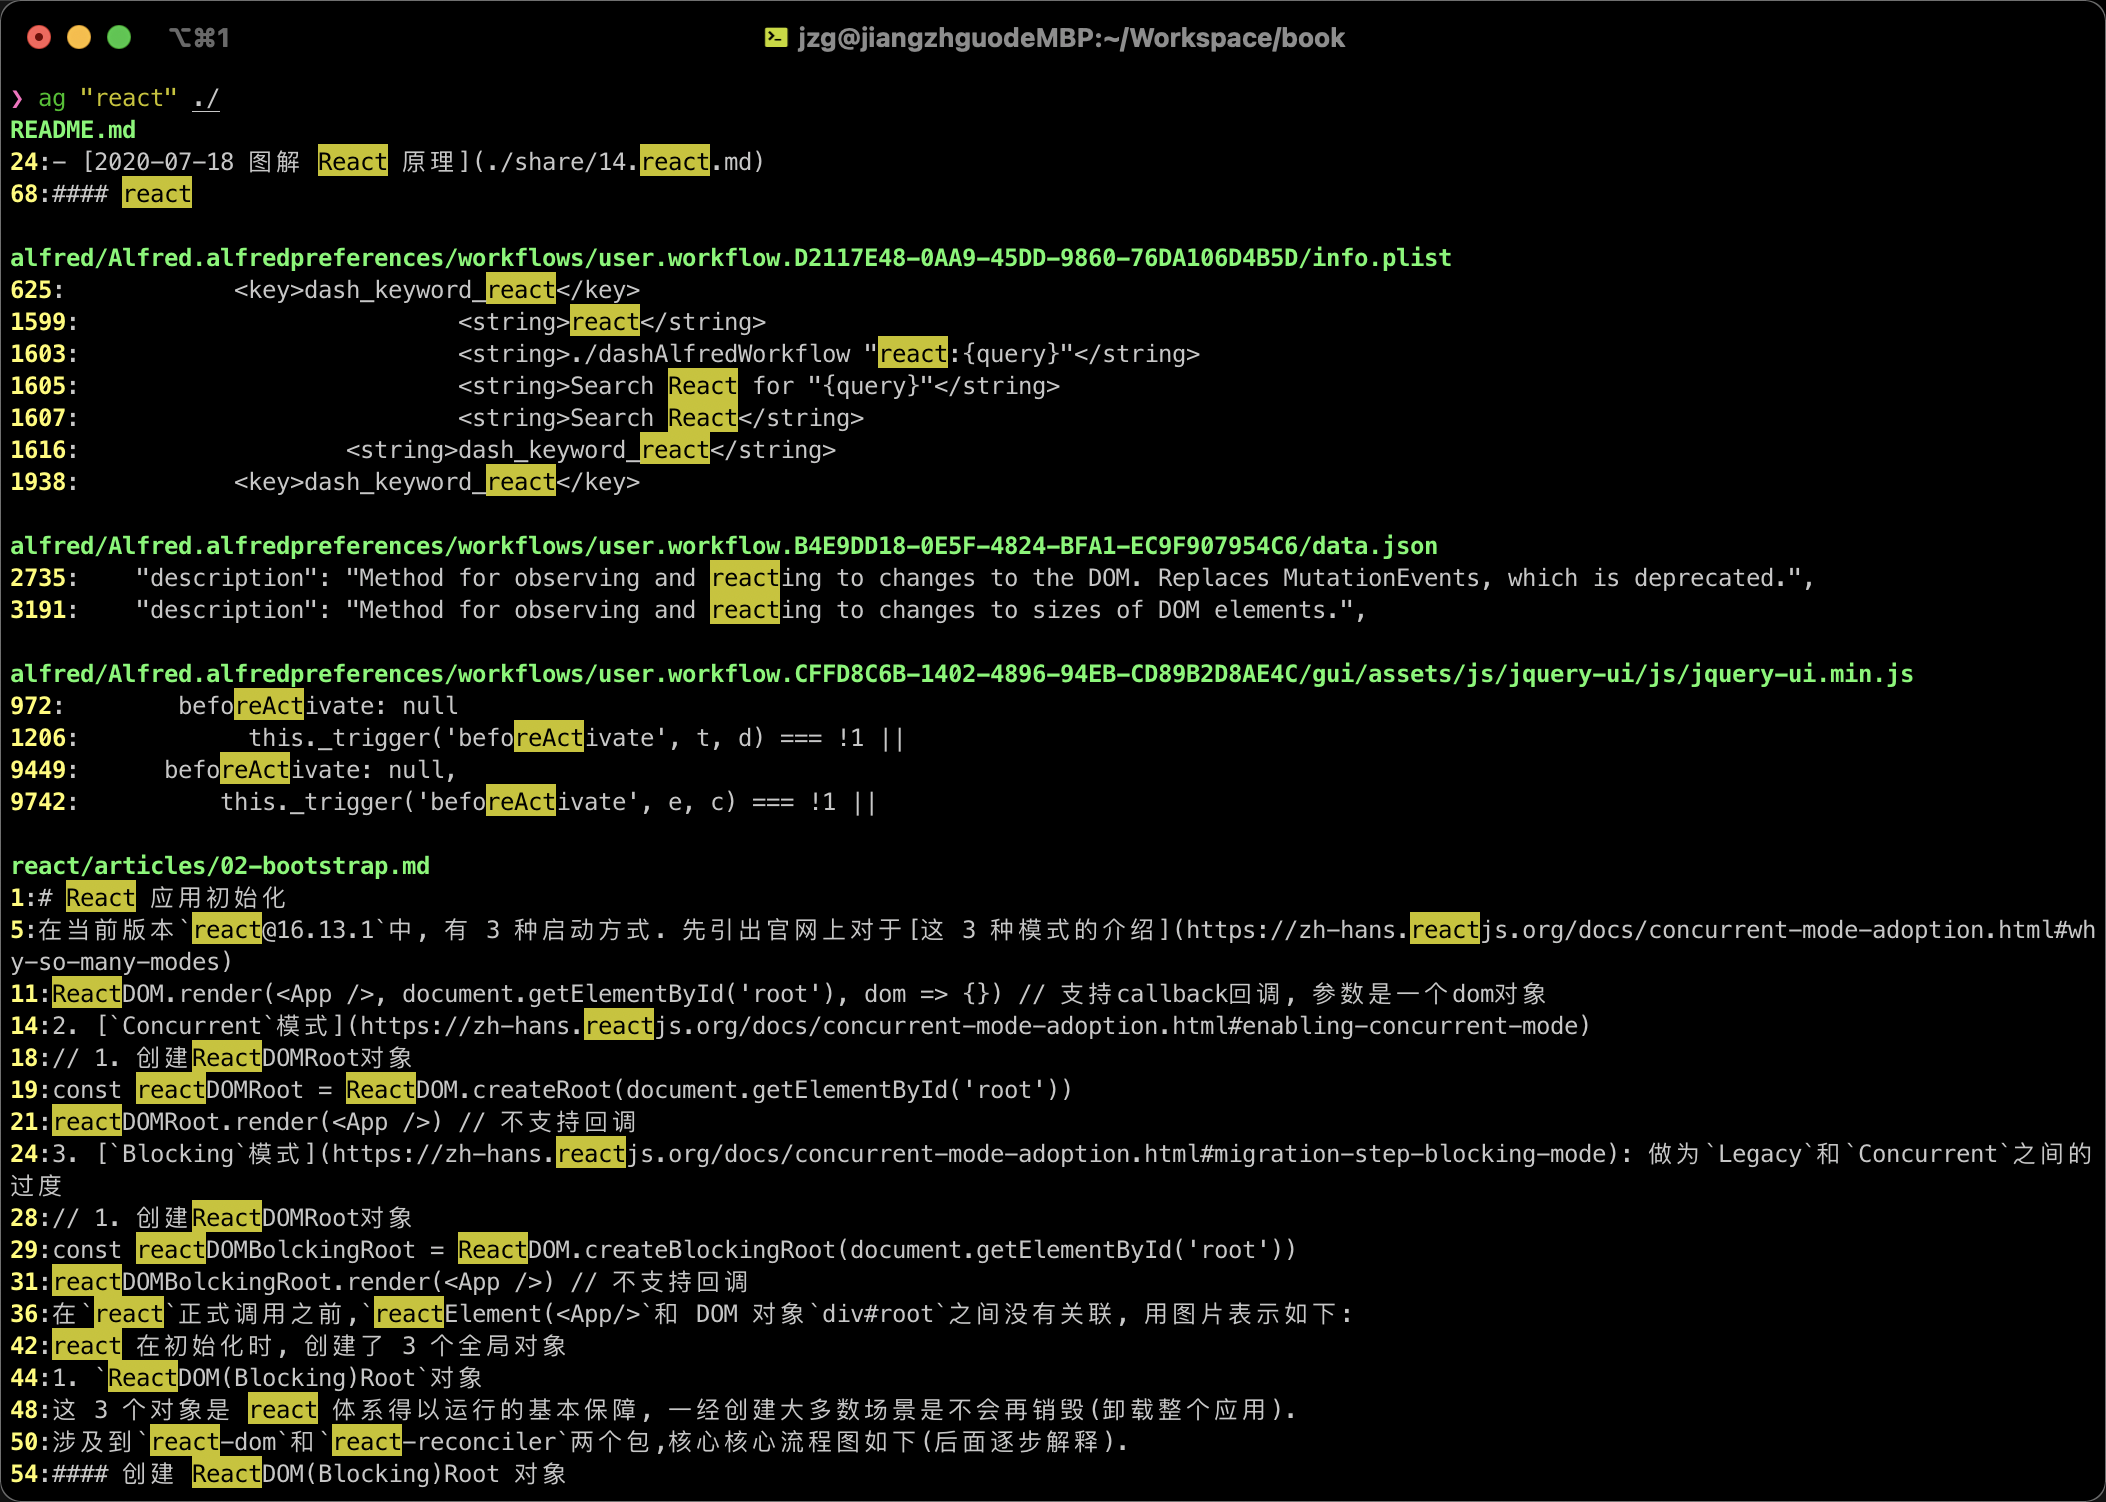 ⌥⌘1
jzg@jiangzhguodeMBP:~/Workspace/book
❯ ag "react" ./
README.md
24:- [2020-07-18 图解 React 原理](./share/14.react.md)
68:#### react
alfred/Alfred.alfredpreferences/workflows/user.workflow.D2117E48-0AA9-45DD-9860-76DA106D4B5D/info.plist
625:            <key>dash_keyword_react</key>
1599:                           <string>react</string>
1603:                           <string>./dashAlfredWorkflow "react:{query}"</string>
1605:                           <string>Search React for "{query}"</string>
1607:                           <string>Search React</string>
1616:                   <string>dash_keyword_react</string>
1938:           <key>dash_keyword_react</key>
alfred/Alfred.alfredpreferences/workflows/user.workflow.B4E9DD18-0E5F-4824-BFA1-EC9F907954C6/data.json
2735:    "description": "Method for observing and reacting to changes to the DOM. Replaces MutationEvents, which is deprecated.",
3191:    "description": "Method for observing and reacting to changes to sizes of DOM elements.",
alfred/Alfred.alfredpreferences/workflows/user.workflow.CFFD8C6B-1402-4896-94EB-CD89B2D8AE4C/gui/assets/js/jquery-ui/js/jquery-ui.min.js
972:        beforeActivate: null
1206:            this._trigger('beforeActivate', t, d) === !1 ||
9449:      beforeActivate: null,
9742:          this._trigger('beforeActivate', e, c) === !1 ||
react/articles/02-bootstrap.md
1:# React 应用初始化
5:在当前版本`react@16.13.1`中, 有 3 种启动方式. 先引出官网上对于[这 3 种模式的介绍](https://zh-hans.reactjs.org/docs/concurrent-mode-adoption.html#wh
y-so-many-modes)
11:ReactDOM.render(<App />, document.getElementById('root'), dom => {}) // 支持callback回调, 参数是一个dom对象
14:2. [`Concurrent`模式](https://zh-hans.reactjs.org/docs/concurrent-mode-adoption.html#enabling-concurrent-mode)
18:// 1. 创建ReactDOMRoot对象
19:const reactDOMRoot = ReactDOM.createRoot(document.getElementById('root'))
21:reactDOMRoot.render(<App />) // 不支持回调
24:3. [`Blocking`模式](https://zh-hans.reactjs.org/docs/concurrent-mode-adoption.html#migration-step-blocking-mode): 做为`Legacy`和`Concurrent`之间的
过度
28:// 1. 创建ReactDOMRoot对象
29:const reactDOMBolckingRoot = ReactDOM.createBlockingRoot(document.getElementById('root'))
31:reactDOMBolckingRoot.render(<App />) // 不支持回调
36:在`react`正式调用之前,`reactElement(<App/>`和 DOM 对象`div#root`之间没有关联, 用图片表示如下:
42:react 在初始化时, 创建了 3 个全局对象
44:1. `ReactDOM(Blocking)Root`对象
48:这 3 个对象是 react 体系得以运行的基本保障, 一经创建大多数场景是不会再销毁(卸载整个应用).
50:涉及到`react-dom`和`react-reconciler`两个包,核心核心流程图如下(后面逐步解释).
54:#### 创建 ReactDOM(Blocking)Root 对象